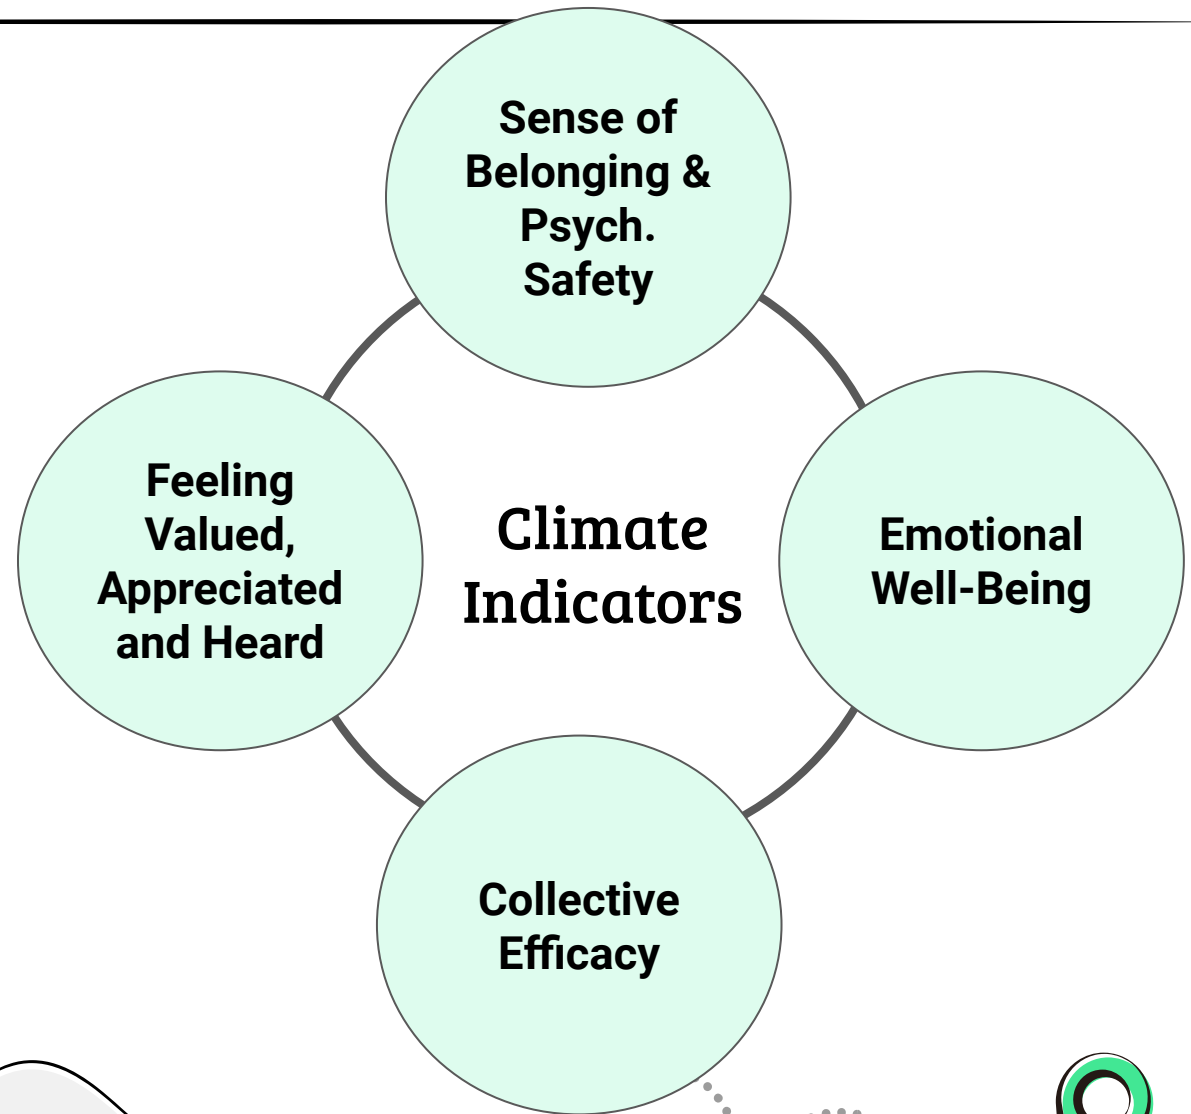 Sense of
Belonging &
Psych.
Safety
Feeling
Valued,
Appreciated
and Heard
Climate
Indicators
Emotional
Well-Being
Collective
Efficacy